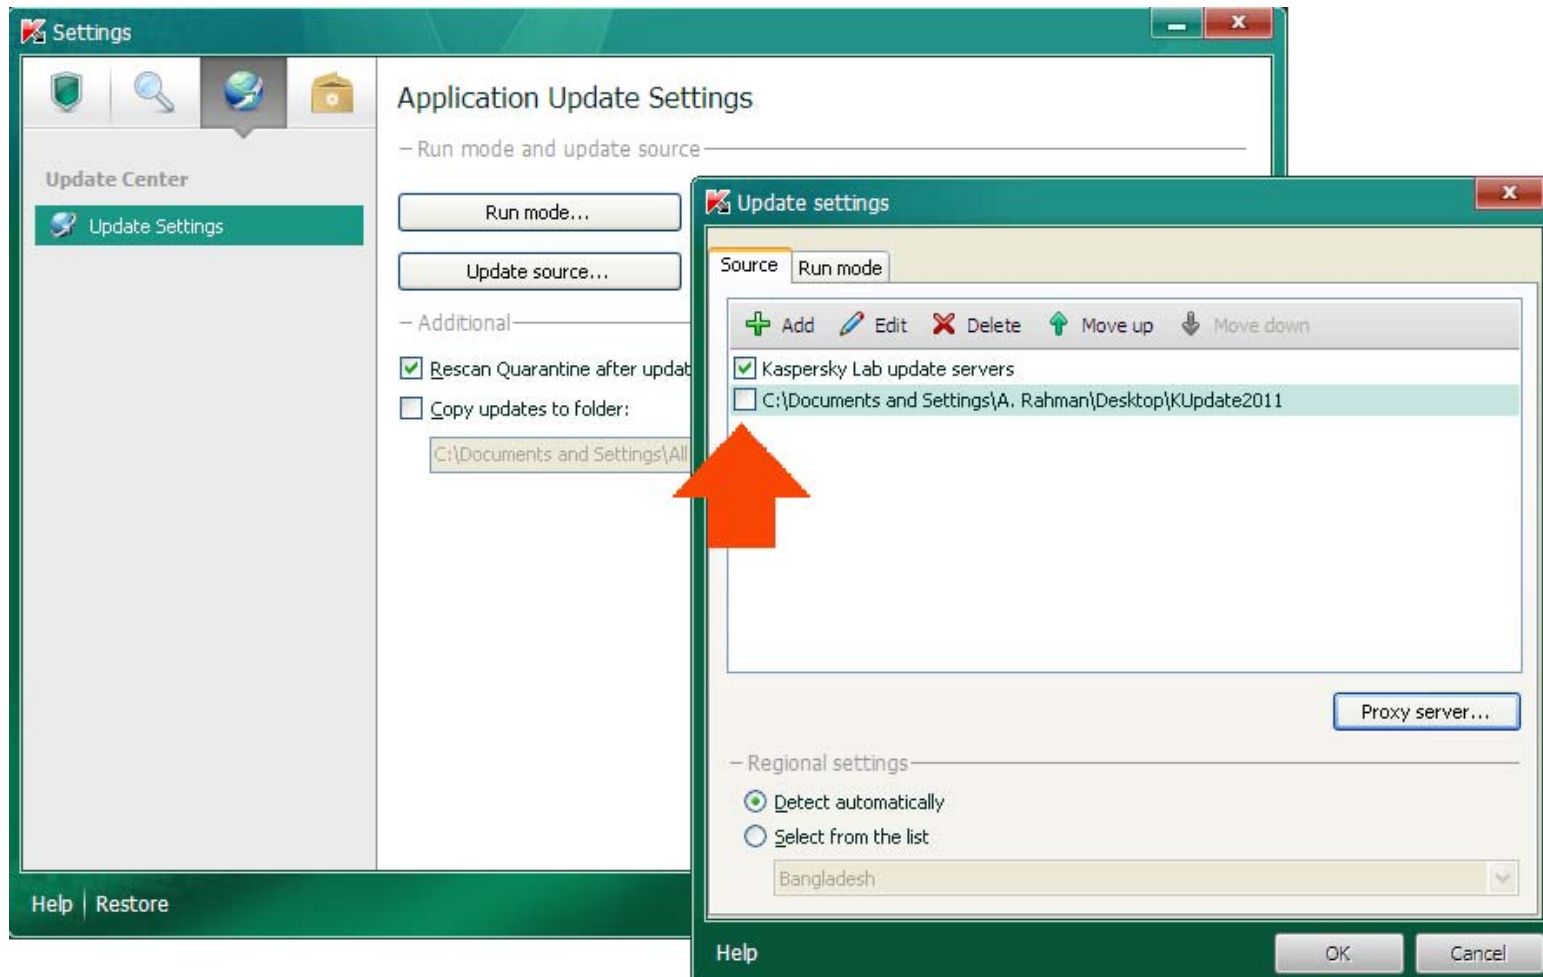 Settings
Application Update Settings
Run mode and update source
Update Center
Update Settings
Run mode...
Update source...
Additional
Rescan Quarantine after updat
Copy updates to folder:
C:\Documents and Settings\All
Help
Restore
Update settings
Source
Run mode
Add
Edit
Delete
Move up
Move down
Kaspersky Lab update servers
C:\Documents and Settings\A. Rahman\Desktop\KUpdate2011
Proxy server...
Regional settings
Detect automatically
Select from the list
Bangladesh
Help
OK
Cancel